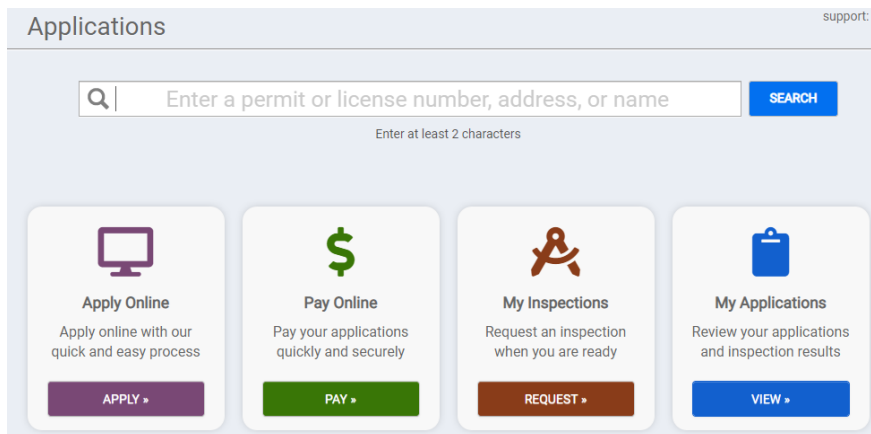 support:
Applications
Enter a permit or license number, address, or name
SEARCH
Enter at least 2 characters
Apply Online
Apply online with our
quick and easy process
APPLY »
Pay Online
Pay your applications
quickly and securely
PAY »
My Inspections
Request an inspection
when you are ready
REQUEST »
My Applications
Review your applications
and inspection results
VIEW »